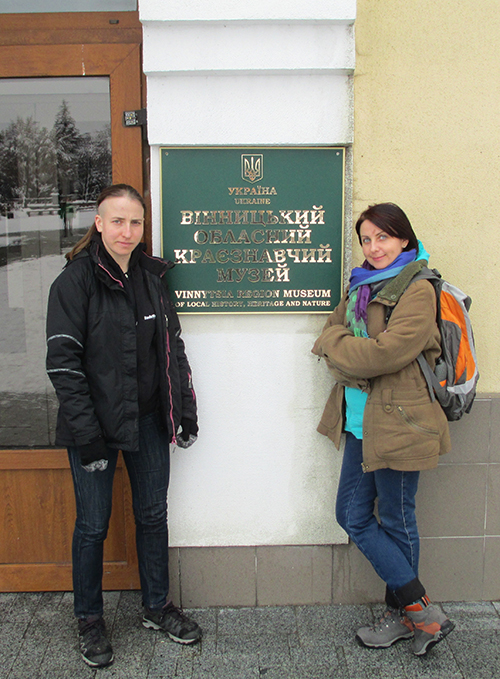 УКРАЇНА
UKRAINE
ВІННИЦЬКИЙ
ОБЛАСНИЙ
КРАЄЗНАВЧИЙ
МУЗЕЙ
VINNYTSIA REGION MUSEUM
OF LOCAL HISTORY, HERITAGE AND NATURE